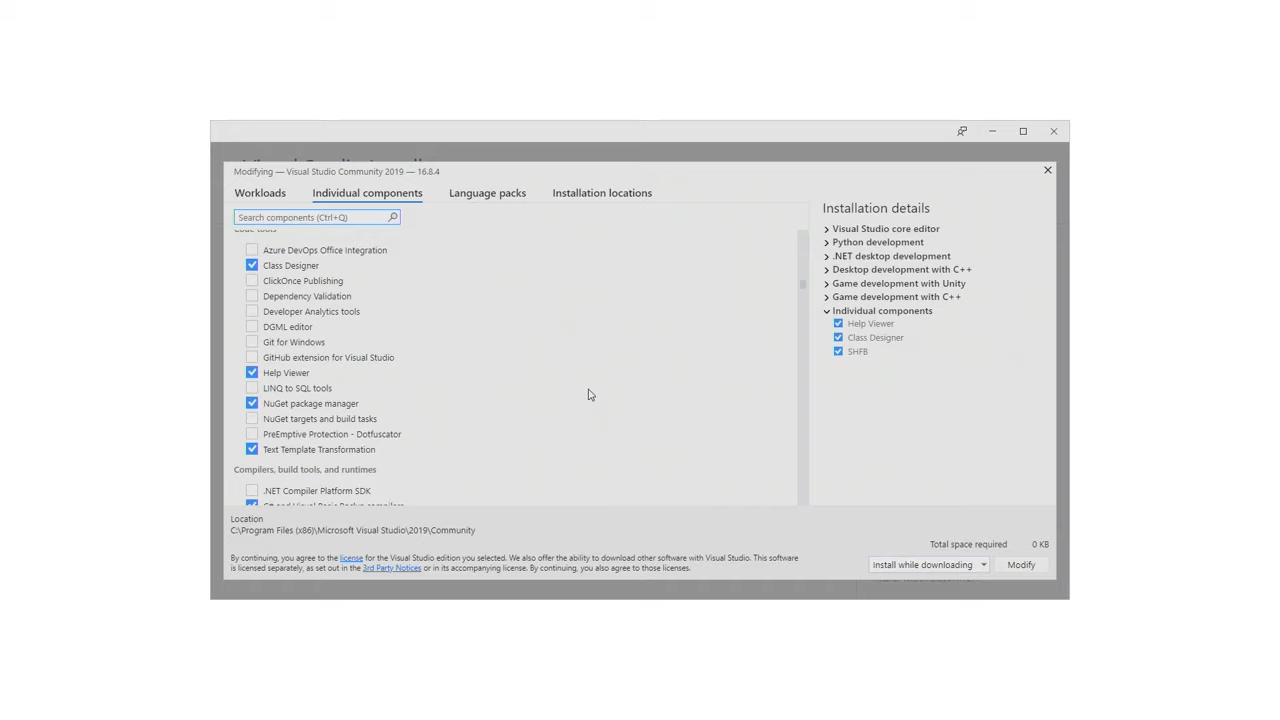 Modifying — Visual Studio Community 2019 — 16.8.4
Workloads
Individual components
Language packs
Installation locations
Search components (Ctrl+Q)
Code tools
Azure DevOps Office Integration
Class Designer
ClickOnce Publishing
Dependency Validation
Developer Analytics tools
DGML editor
Git for Windows
GitHub extension for Visual Studio
Help Viewer
LINQ to SQL tools
NuGet package manager
NuGet targets and build tasks
PreEmptive Protection - Dotfuscator
Text Template Transformation
Compilers, build tools, and runtimes
.NET Compiler Platform SDK
C# and Visual Basic Roslyn compilers
Installation details
Visual Studio core editor
Python development
.NET desktop development
Desktop development with C++
Game development with Unity
Game development with C++
Individual components
Help Viewer
Class Designer
SHFB
Location
C:\Program Files (x86)\Microsoft Visual Studio\2019\Community
By continuing, you agree to the license for the Visual Studio edition you selected. We also offer the ability to download other software with Visual Studio. This software
is licensed separately, as set out in the 3rd Party Notices or in its accompanying license. By continuing, you also agree to those licenses.
Total space required 0 KB
Install while downloading
Modify